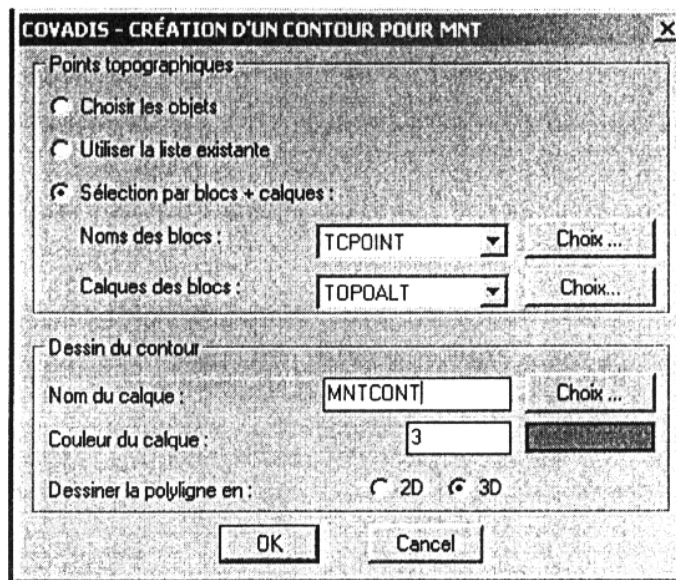 COVADIS - CRÉATION D'UN CONTOUR POUR MNT
Points topographiques
Choisir les objets
Utiliser la liste existante
Sélection par blocs + calques :
Noms des blocs : TCPOINT Choix ...
Calques des blocs : TOPOALT Choix...
Dessin du contour
Nom du calque : MNTCONT Choix ...
Couleur du calque : 3
Dessiner la polyligne en : 2D 3D
OK Cancel